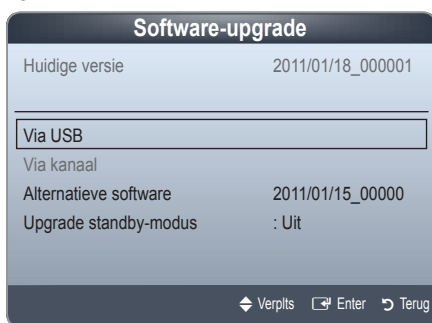 Software-upgrade
Huidige versie 2011/01/18_000001
Via USB
Via kanaal
Alternatieve software 2011/01/15_00000
Upgrade standby-modus : Uit
Verplts Enter Terug